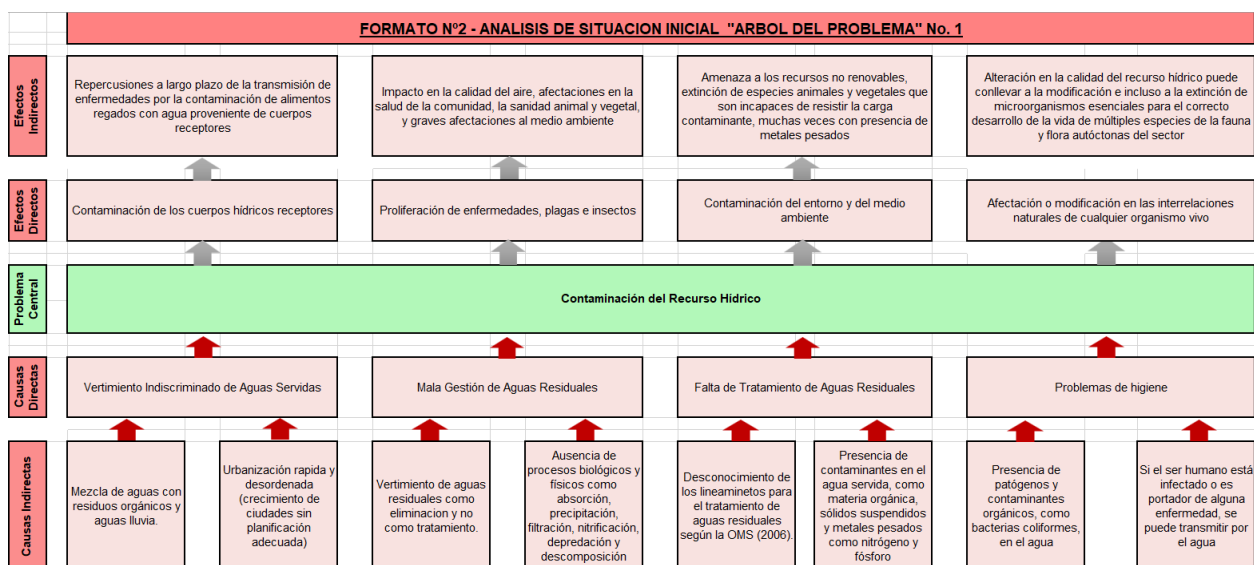 FORMATO Nº2 - ANALISIS DE SITUACION INICIAL "ARBOL DEL PROBLEMA" No. 1
Efectos
Indirectos
Repercusiones a largo plazo de la transmisión de
enfermedades por la contaminación de alimentos
regados con agua proveniente de cuerpos
receptores
Impacto en la calidad del aire, afectaciones en la
salud de la comunidad, la sanidad animal y vegetal,
y graves afectaciones al medio ambiente
Amenaza a los recursos no renovables,
extinción de especies animales y vegetales que
son incapaces de resistir la carga
contaminante, muchas veces con presencia de
metales pesados
Alteración en la calidad del recurso hídrico puede
conllevar a la modificación e incluso a la extinción de
microorganismos esenciales para el correcto
desarrollo de la vida de múltiples especies de la fauna
y flora autóctonas del sector
Efectos
Directos
Contaminación de los cuerpos hídricos receptores
Proliferación de enfermedades, plagas e insectos
Contaminación del entorno y del medio
ambiente
Afectación o modificación en las interrelaciones
naturales de cualquier organismo vivo
Problema
Central
Contaminación del Recurso Hídrico
Causas
Directas
Vertimiento Indiscriminado de Aguas Servidas
Mala Gestión de Aguas Residuales
Falta de Tratamiento de Aguas Residuales
Problemas de higiene
Causas Indirectas
Mezcla de aguas con
residuos orgánicos y
aguas lluvia.
Urbanización rapida y
desordenada
(crecimiento de
ciudades sin
planificación
adecuada)
Vertimiento de aguas
residuales como
eliminacion y no
como tratamiento.
Ausencia de
procesos biológicos y
físicos como
absorción,
precipitación,
filtración, nitrificación,
depredación y
descomposición
Desconocimiento de
los lineaminetos para
el tratamiento de
aguas residuales
según la OMS (2006).
Presencia de
contaminantes en el
agua servida, como
materia orgánica,
sólidos suspendidos
y metales pesados
como nitrógeno y
fósforo
Presencia de
patógenos y
contaminantes
orgánicos, como
bacterias coliformes,
en el agua
Si el ser humano está
infectado o es
portador de alguna
enfermedad, se
puede transmitir por
el agua